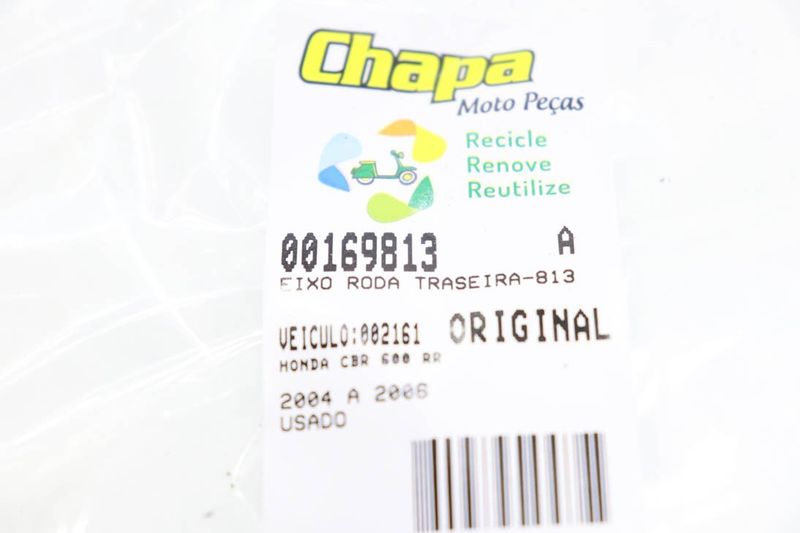 Chapa
Moto Peças
Recicle
Renove
Reutilize
00169813 A
EIXO RODA TRASEIRA-813
VEICULO:002161 ORIGINAL
HONDA CBR 600 RR
2004 A 2006
USADO